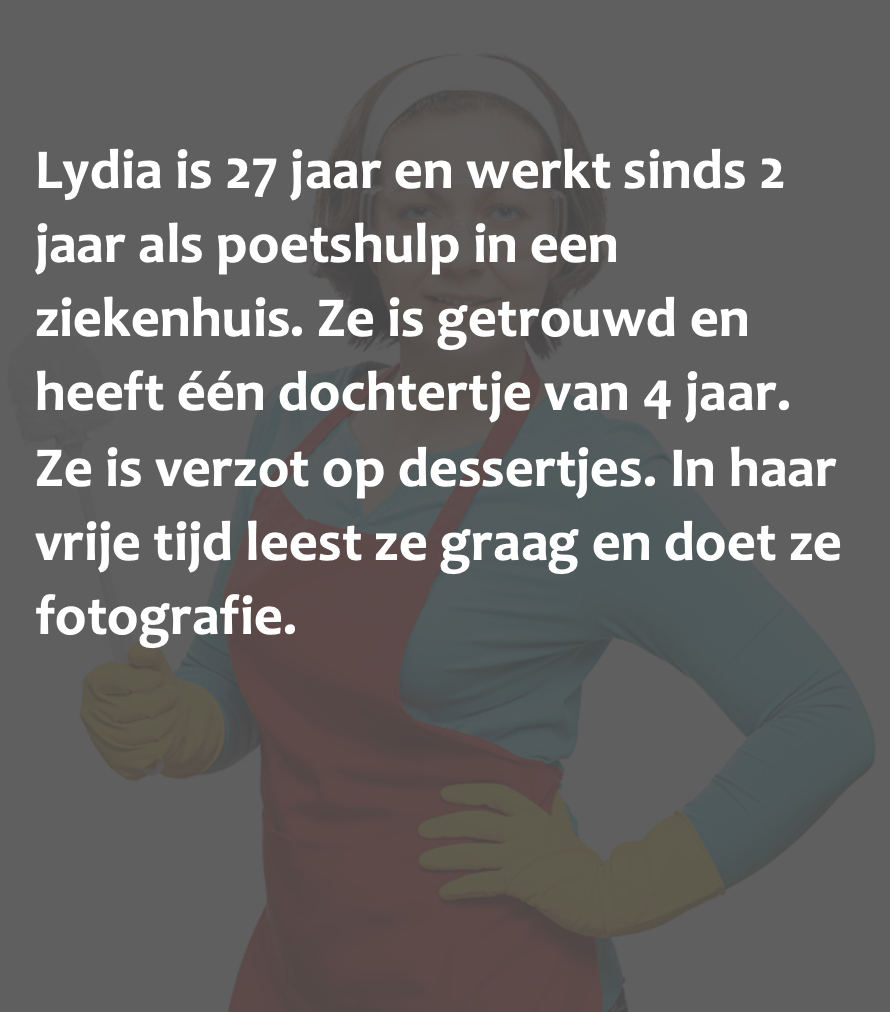 Lydia is 27 jaar en werkt sinds 2
jaar als poetshulp in een
ziekenhuis. Ze is getrouwd en
heeft één dochtertje van 4 jaar.
Ze is verzot op dessertjes. In haar
vrije tijd leest ze graag en doet ze
fotografie.